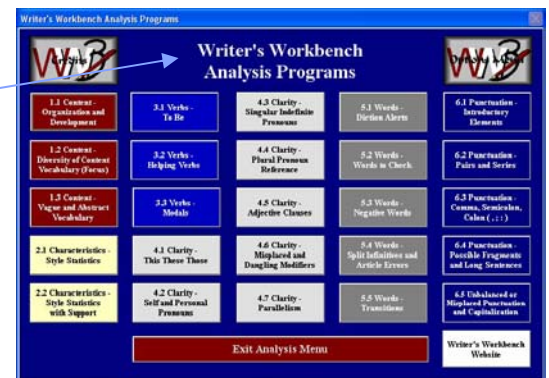 Writer's Workbench Analysis Programs
Writer's Workbench
Analysis Programs
WWB
Credits
WWB
1.1 Content -
Organization and
Development
3.1 Verbs -
To Be
4.3 Clarity -
Singular Indefinite
Pronouns
5.1 Words -
Diction Alerts
6.1 Punctuation -
Introductory
Elements
1.2 Content -
Diversity of Content
Vocabulary (Focus)
3.2 Verbs -
Helping Verbs
4.4 Clarity -
Plural Pronoun
Reference
5.2 Words -
Words to Check
6.2 Punctuation -
Pairs and Series
1.3 Content -
Vague and Abstract
Vocabulary
3.3 Verbs -
Modals
4.5 Clarity -
Adjective Clauses
5.3 Words -
Negative Words
6.3 Punctuation -
Comma, Semicolon,
Colon ( , ; : )
2.1 Characteristics -
Style Statistics
4.1 Clarity -
This These Those
4.6 Clarity -
Misplaced and
Dangling Modifiers
5.4 Words -
Split Infinitives and
Article Errors
6.4 Punctuation -
Possible Fragments
and Long Sentences
2.2 Characteristics -
Style Statistics
with Support
4.2 Clarity -
Self and Personal
Pronouns
4.7 Clarity -
Parallelism
5.5 Words -
Transitions
6.5 Unbalanced or
Misplaced Punctuation
and Capitalization
Exit Analysis Menu
Writer's Workbench
Website